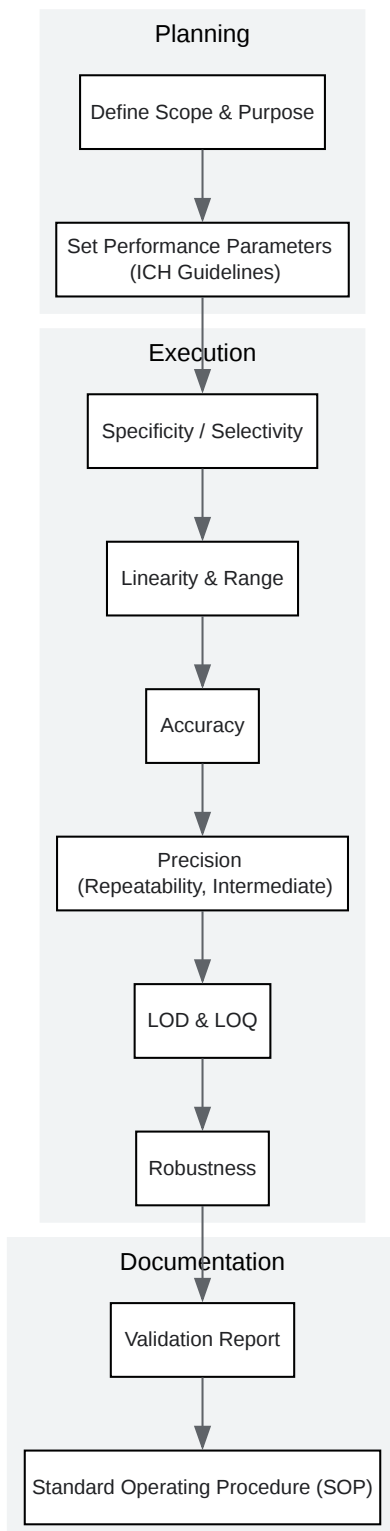 Planning
Define Scope & Purpose
Set Performance Parameters
(ICH Guidelines)
Execution
Specificity / Selectivity
Linearity & Range
Accuracy
Precision
(Repeatability, Intermediate)
LOD & LOQ
Robustness
Documentation
Validation Report
Standard Operating Procedure (SOP)